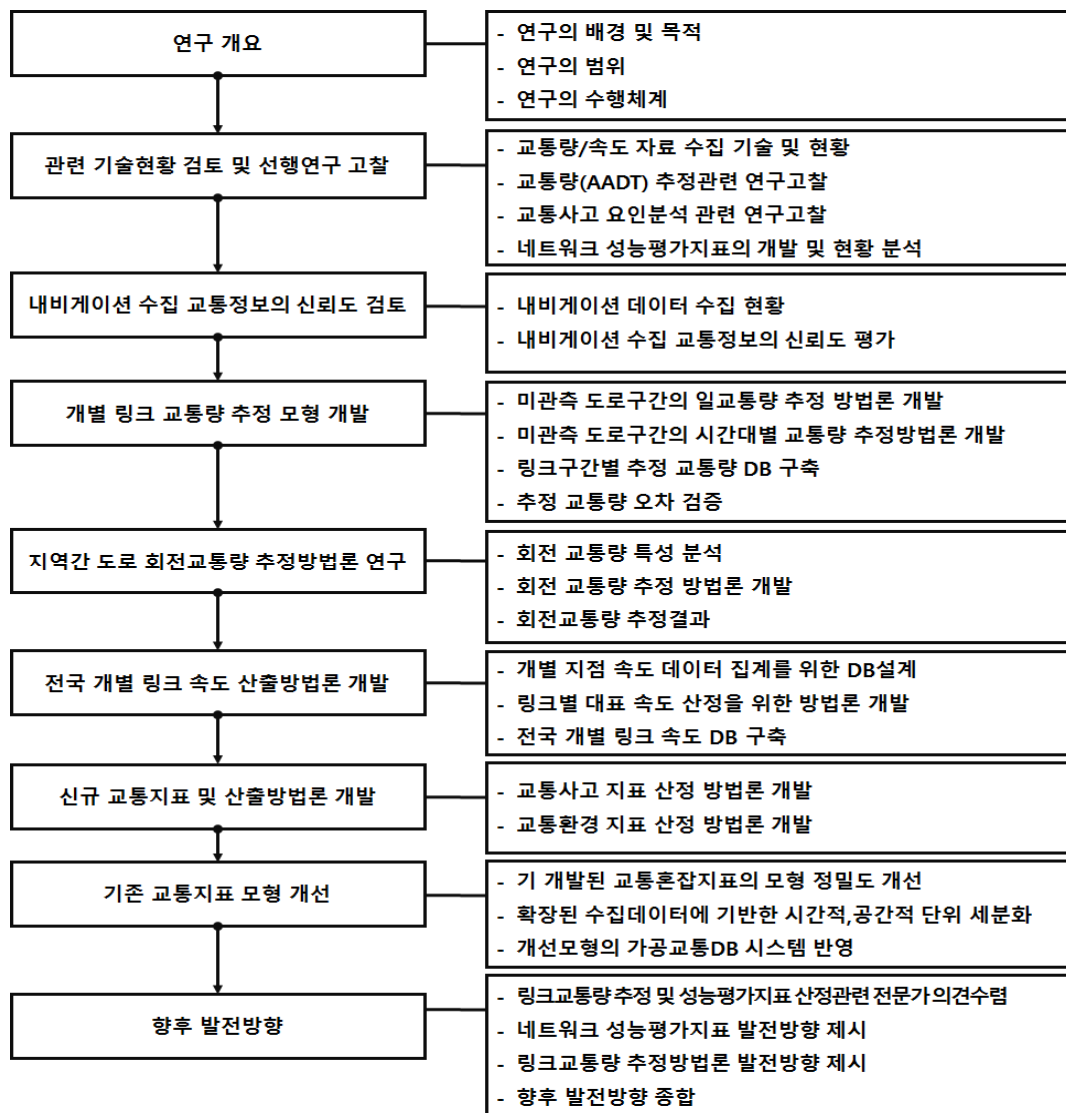 연구 개요
- 연구의 배경 및 목적
- 연구의 범위
- 연구의 수행체계
관련 기술현황 검토 및 선행연구 고찰
- 교통량/속도 자료 수집 기술 및 현황
- 교통량(AADT) 추정관련 연구고찰
- 교통사고 요인분석 관련 연구고찰
- 네트워크 성능평가지표의 개발 및 현황 분석
내비게이션 수집 교통정보의 신뢰도 검토
- 내비게이션 데이터 수집 현황
- 내비게이션 수집 교통정보의 신뢰도 평가
개별 링크 교통량 추정 모형 개발
- 미관측 도로구간의 일교통량 추정 방법론 개발
- 미관측 도로구간의 시간대별 교통량 추정방법론 개발
- 링크구간별 추정 교통량 DB 구축
- 추정 교통량 오차 검증
지역간 도로 회전교통량 추정방법론 연구
- 회전 교통량 특성 분석
- 회전 교통량 추정 방법론 개발
- 회전교통량 추정결과
전국 개별 링크 속도 산출방법론 개발
- 개별 지점 속도 데이터 집계를 위한 DB설계
- 링크별 대표 속도 산정을 위한 방법론 개발
- 전국 개별 링크 속도 DB 구축
신규 교통지표 및 산출방법론 개발
- 교통사고 지표 산정 방법론 개발
- 교통환경 지표 산정 방법론 개발
기존 교통지표 모형 개선
- 기 개발된 교통혼잡지표의 모형 정밀도 개선
- 확장된 수집데이터에 기반한 시간적,공간적 단위 세분화
- 개선모형의 가공교통DB 시스템 반영
향후 발전방향
- 링크교통량 추정 및 성능평가지표 산정관련 전문가 의견수렴
- 네트워크 성능평가지표 발전방향 제시
- 링크교통량 추정방법론 발전방향 제시
- 향후 발전방향 종합